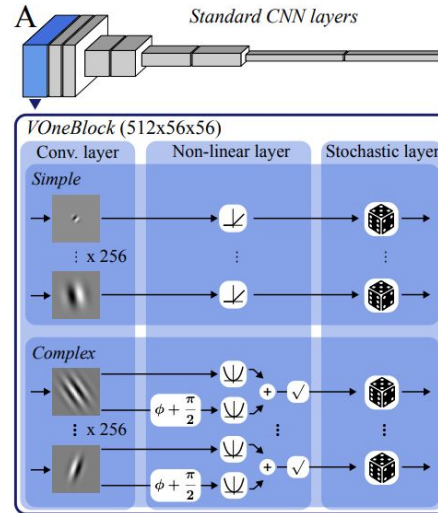 A
Standard CNN layers
VOneBlock (512x56x56)
Conv. layer
Non-linear layer
Stochastic layer
Simple
⋮ x 256
⋮
⋮
Complex
ϕ + π/2
⋮ x 256
+
√
⋮
⋮
ϕ + π/2
+
√